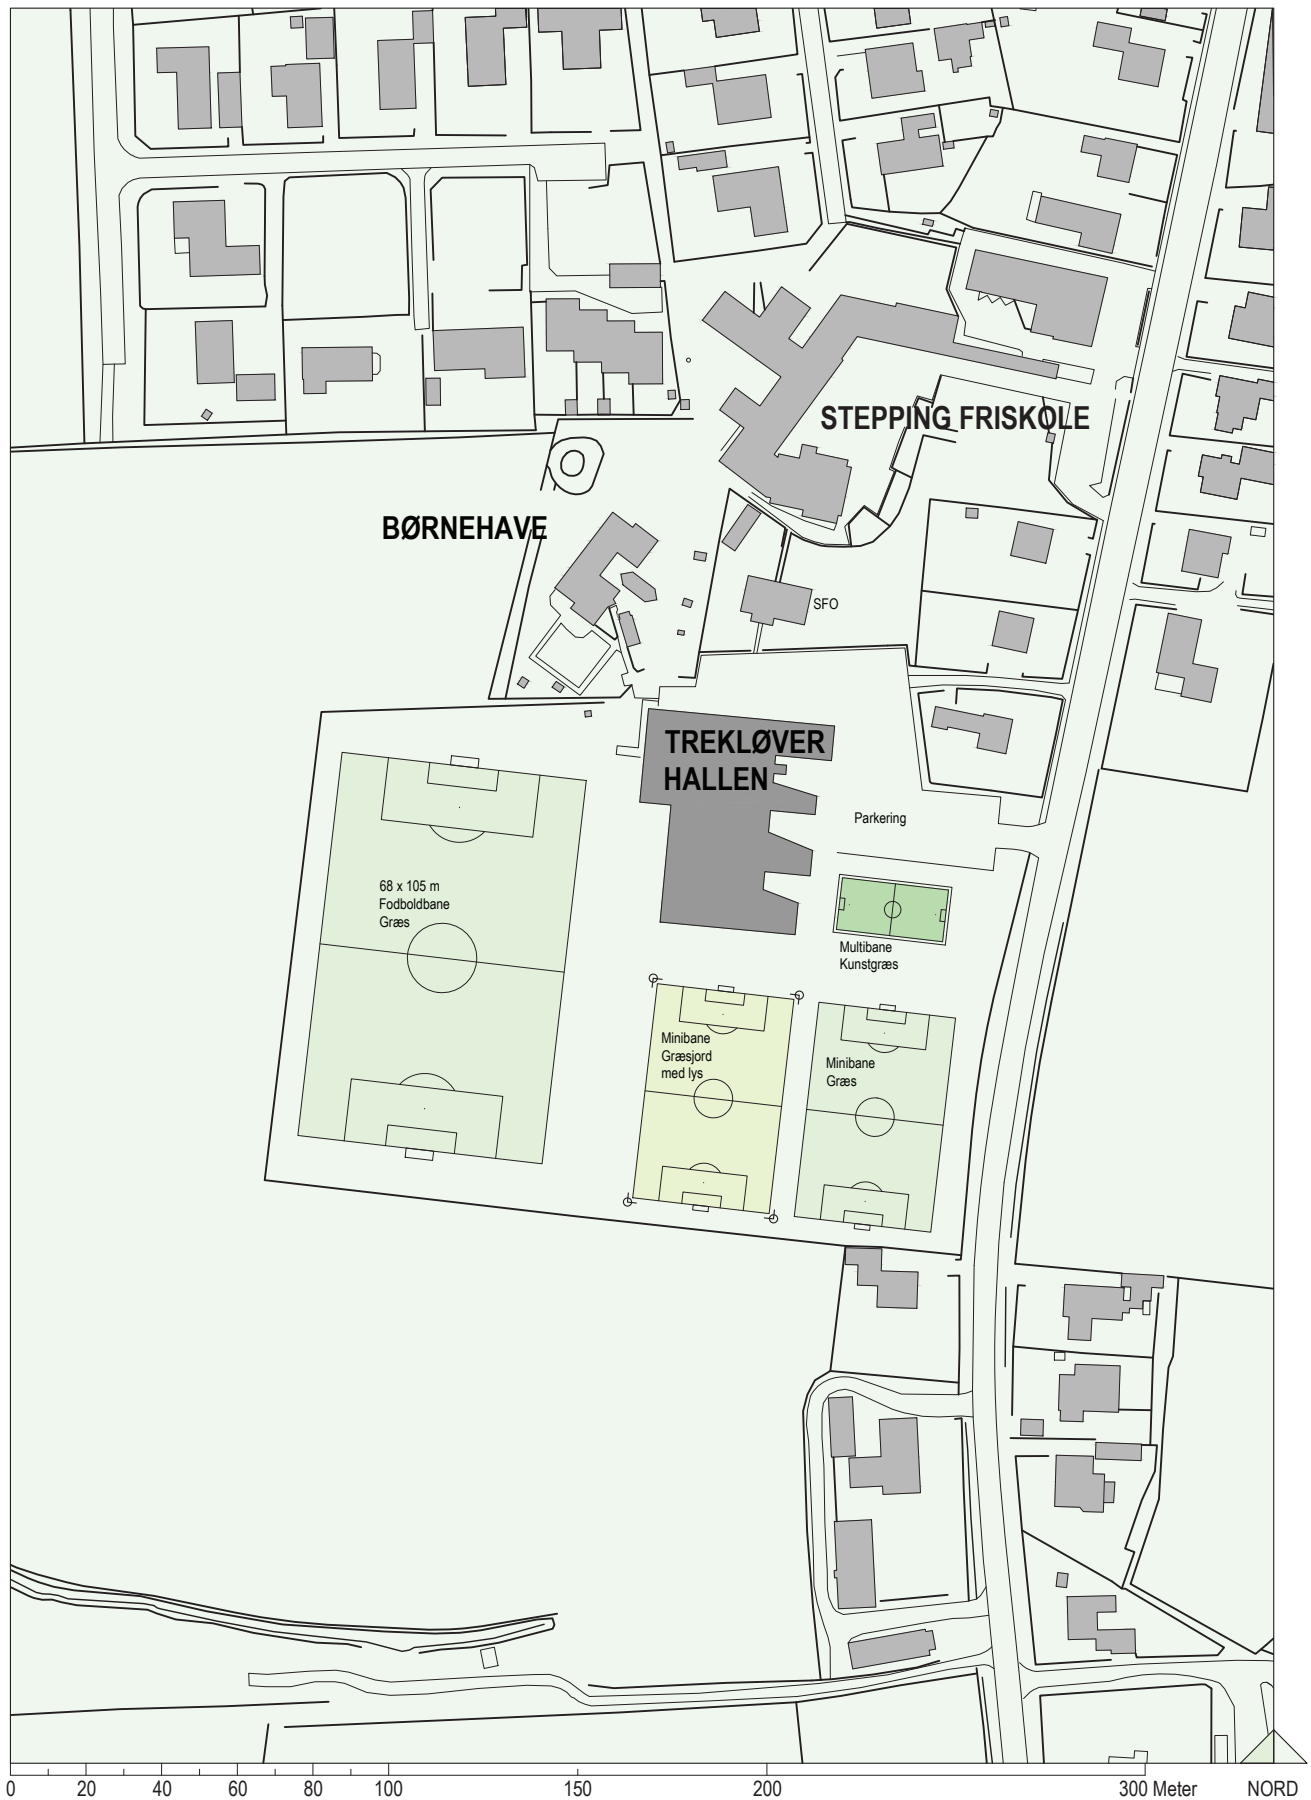 STEPPING FRISKOLE
BØRNEHAVE
SFO
TREKLØVER
HALLEN
Parkering
68 x 105 m
Fodboldbane
Græs
Multibane
Kunstgræs
Minibane
Græsjord
med lys
Minibane
Græs
0 20 40 60 80 100 150 200 300 Meter NORD